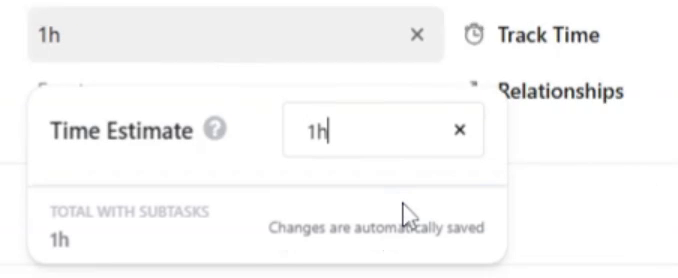 1h
Track Time
Relationships
Time Estimate ?
1h
TOTAL WITH SUBTASKS
1h
Changes are automatically saved